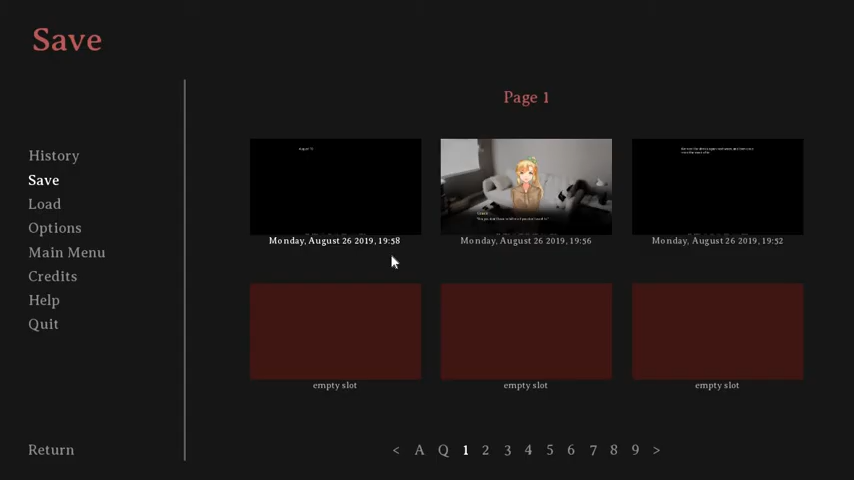 Save
Page 1
History
Save
Load
Options
Main Menu
Credits
Help
Quit
Return
August
Monday, August 26 2019, 19:58
Monday, August 26 2019, 19:56
Monday, August 26 2019, 19:52
empty slot
empty slot
empty slot
< A Q 1 2 3 4 5 6 7 8 9 >